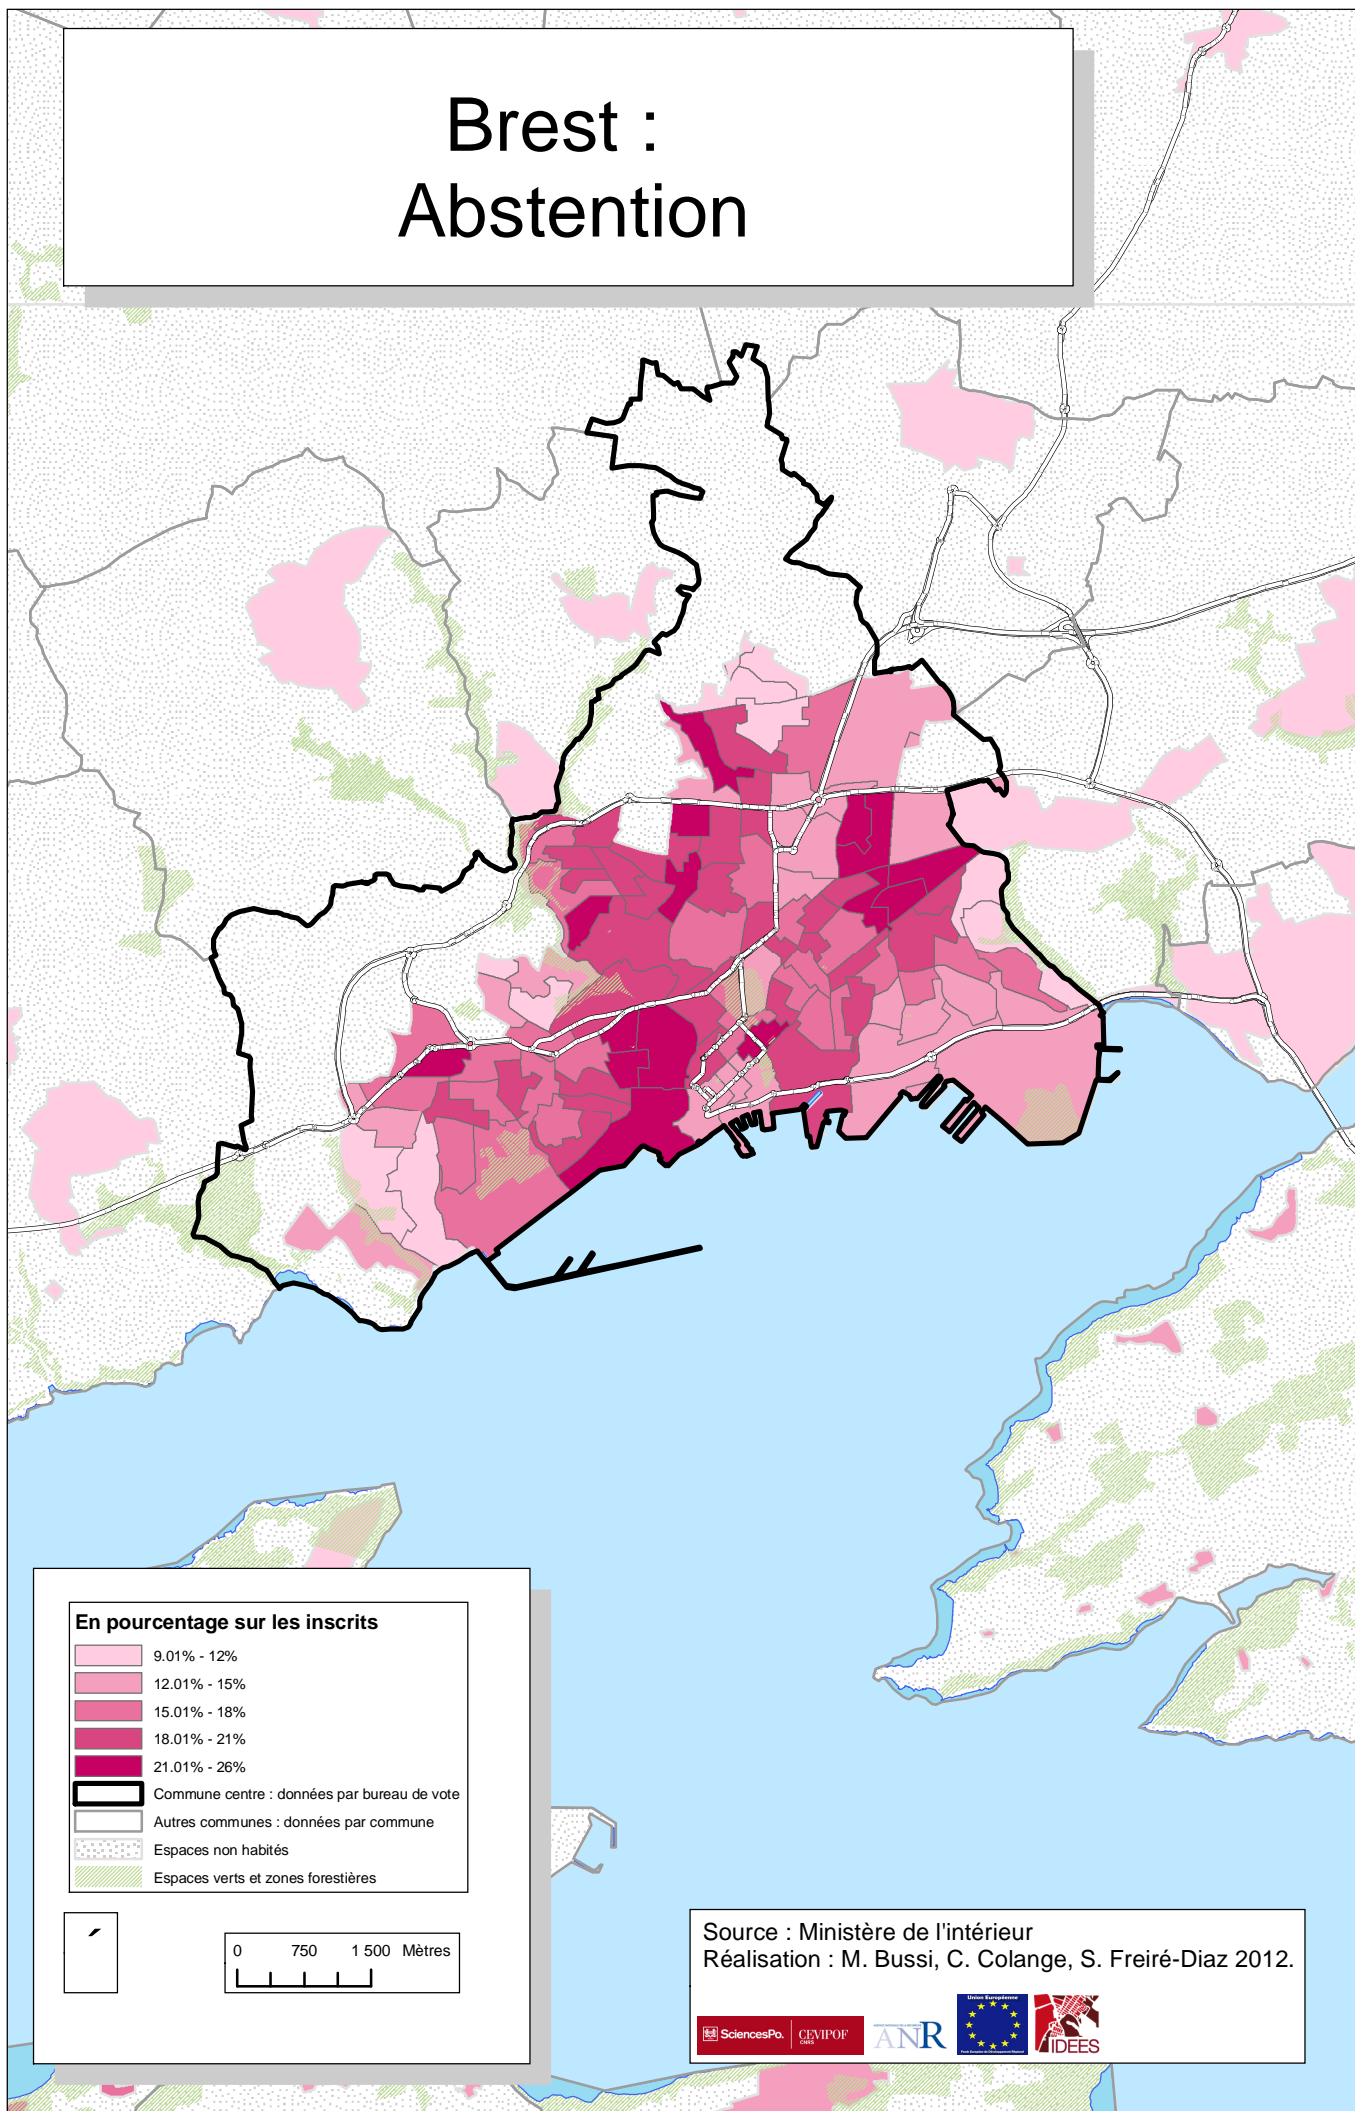 Brest :
Abstention
En pourcentage sur les inscrits
9.01% - 12%
12.01% - 15%
15.01% - 18%
18.01% - 21%
21.01% - 26%
Commune centre : données par bureau de vote
Autres communes : données par commune
Espaces non habités
Espaces verts et zones forestières
0 750 1 500 Mètres
Source : Ministère de l'intérieur
Réalisation : M. Bussi, C. Colange, S. Freiré-Diaz 2012.
SciencesPo.
CEVIPOF
CNRS
ANR
Union Européenne
IDEES